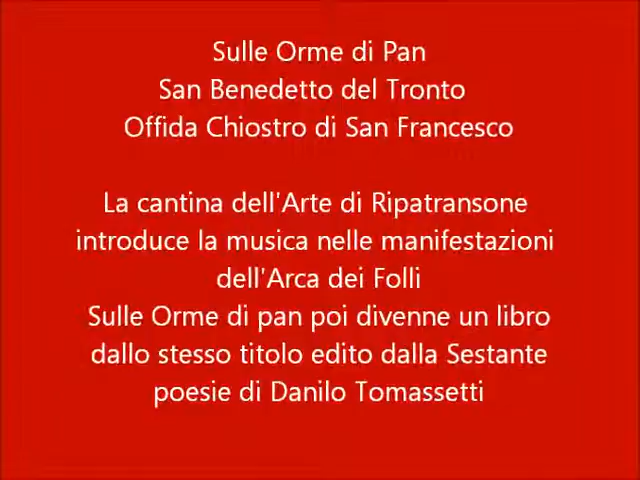 Sulle Orme di Pan
San Benedetto del Tronto
Offida Chiostro di San Francesco
La cantina dell'Arte di Ripatransone
introduce la musica nelle manifestazioni
dell'Arca dei Folli
Sulle Orme di pan poi divenne un libro
dallo stesso titolo edito dalla Sestante
poesie di Danilo Tomassetti